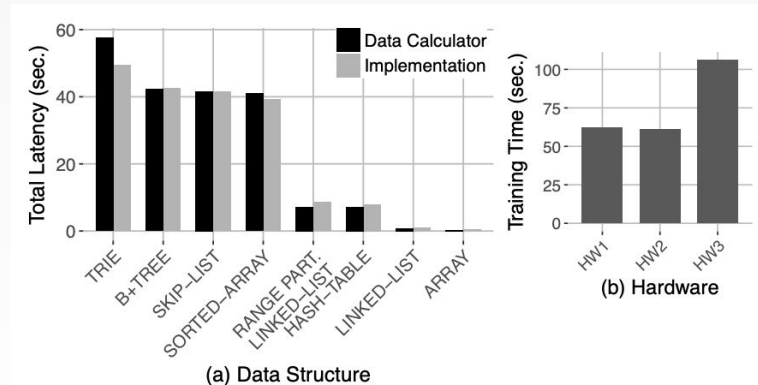 Total Latency (sec.)
60
40
20
0
Data Calculator
Implementation
TRIE
B+TREE
SKIP-LIST
SORTED-ARRAY
RANGE PART.
LINKED-LIST
HASH-TABLE
LINKED-LIST
ARRAY
(a) Data Structure
Training Time (sec.)
100
75
50
25
0
HW1
HW2
HW3
(b) Hardware